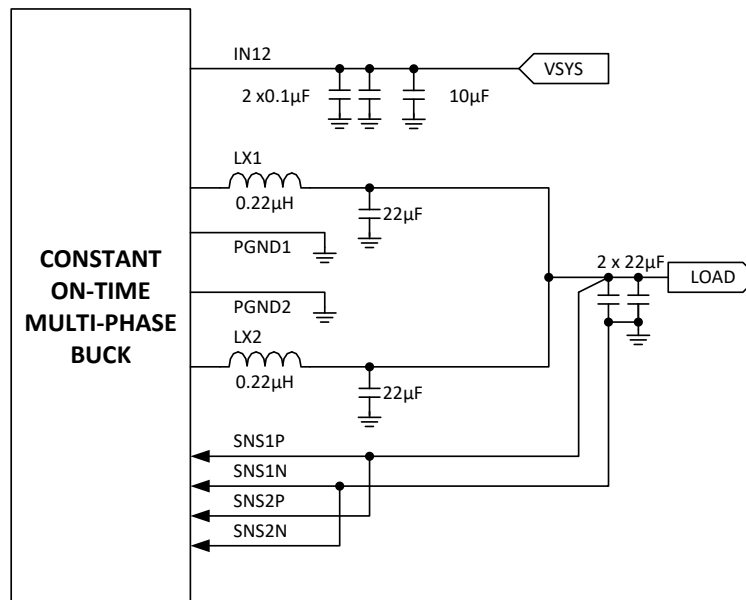 IN12
VSYS
2 x0.1µF
10µF
LX1
0.22µH
22µF
PGND1
CONSTANT
ON-TIME
MULTI-PHASE
BUCK
2 x 22µF
LOAD
PGND2
LX2
0.22µH
22µF
SNS1P
SNS1N
SNS2P
SNS2N